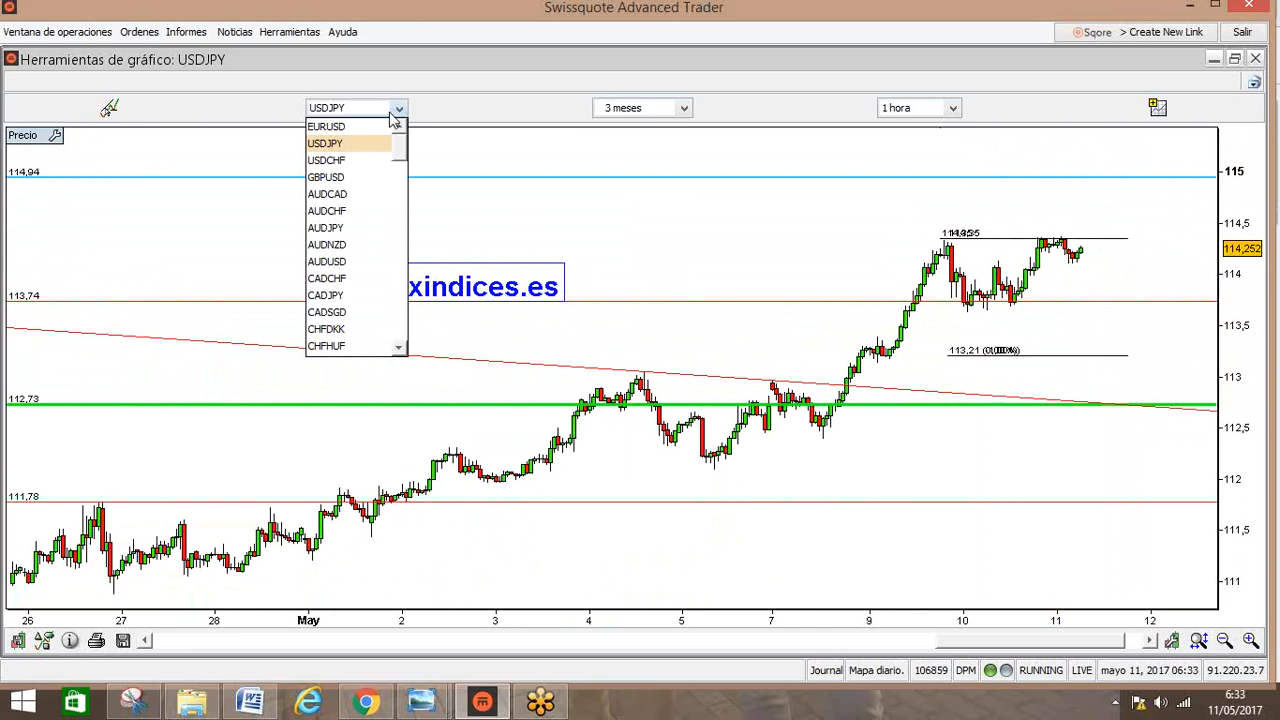 Swissquote Advanced Trader
Ventana de operaciones Ordenes Informes Noticias Herramientas Ayuda
Sqore > Create New Link Salir
Herramientas de gráfico: USDJPY
USDJPY 3 meses 1 hora
Precio
EURUSD
USDJPY
USDCHF
GBPUSD
AUDCAD
AUDCHF
AUDJPY
AUDNZD
AUDUSD
CADCHF
CADJPY
CADSGD
CHFDKK
CHFHUF
xindices.es
114,94
113,74
112,73
111,78
113,21
115
114,5
114,252
114
113,5
113
112,5
112
111,5
111
26 27 28 May 2 3 4 7 8 9 10 11 12
Journal Mapa diario. 106859 DPM RUNNING LIVE mayo 11, 2017 06:33 91.220.23.7
6:33
11/05/2017